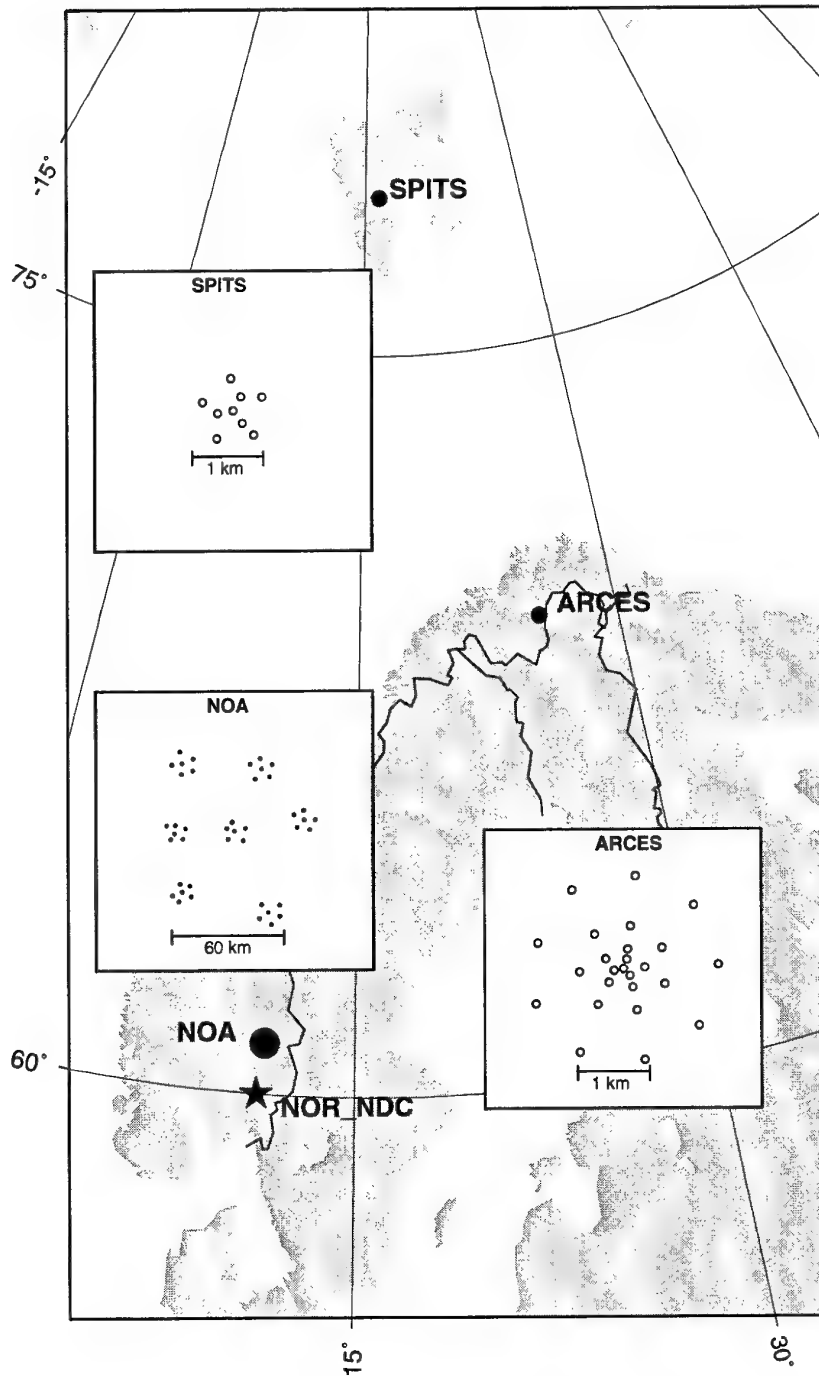 -15°
SPITS
75°
SPITS
1 km
ARCES
NOA
60 km
ARCES
1 km
NOA
60°
NOR_NDC
15°
30°